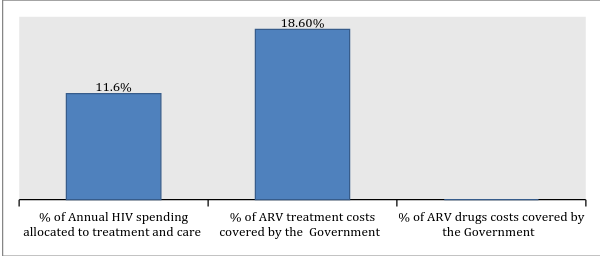 18.60%
11.6%
% of Annual HIV spending
allocated to treatment and care
% of ARV treatment costs
covered by the Government
% of ARV drugs costs covered by
the Government